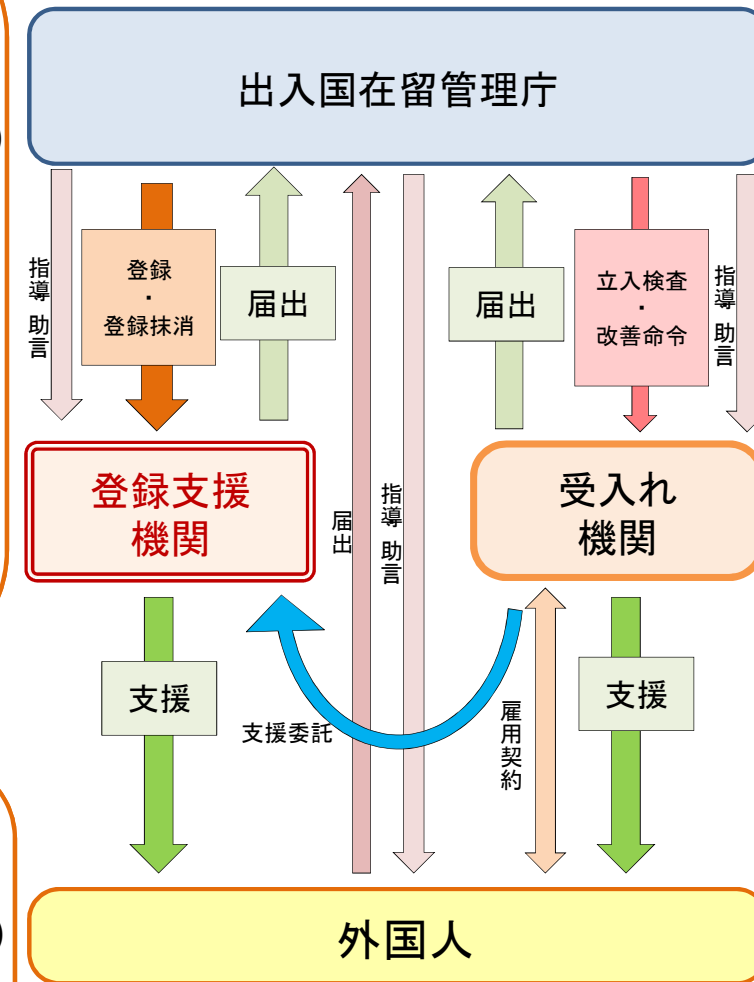 出入国在留管理庁
指導・助言
登録
・
登録抹消
届出
届出
立入検査
・
改善命令
指導・助言
登録支援
機関
届出
指導・助言
受入れ
機関
支援
支援委託
雇用契約
支援
外国人